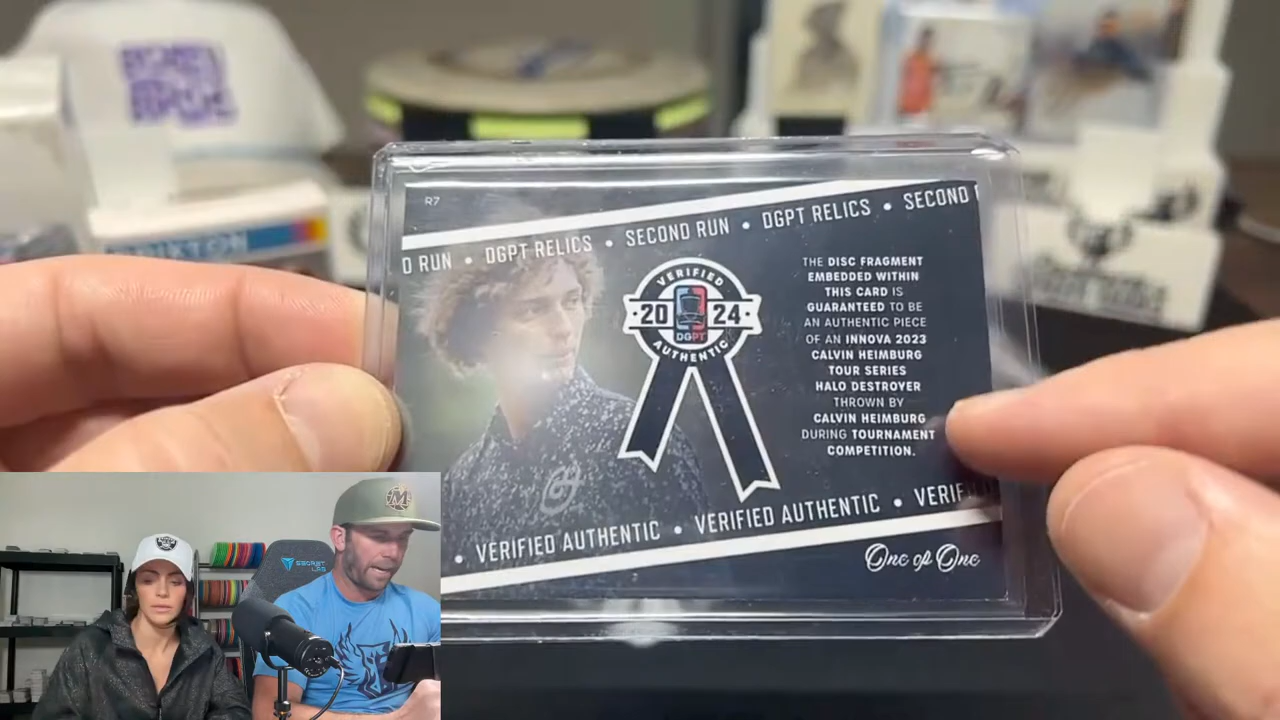 R7
D RUN • DGPT RELICS • SECOND RUN • DGPT RELICS • SECOND
VERIFIED
20 24
DGPT
AUTHENTIC
THE DISC FRAGMENT
EMBEDDED WITHIN
THIS CARD IS
GUARANTEED TO BE
AN AUTHENTIC PIECE
OF AN INNOVA 2023
CALVIN HEIMBURG
TOUR SERIES
HALO DESTROYER
THROWN BY
CALVIN HEIMBURG
DURING TOURNAMENT
COMPETITION.
• VERIFIED AUTHENTIC • VERIFIED AUTHENTIC • VERIF
One of One
SECRET
LAB
M